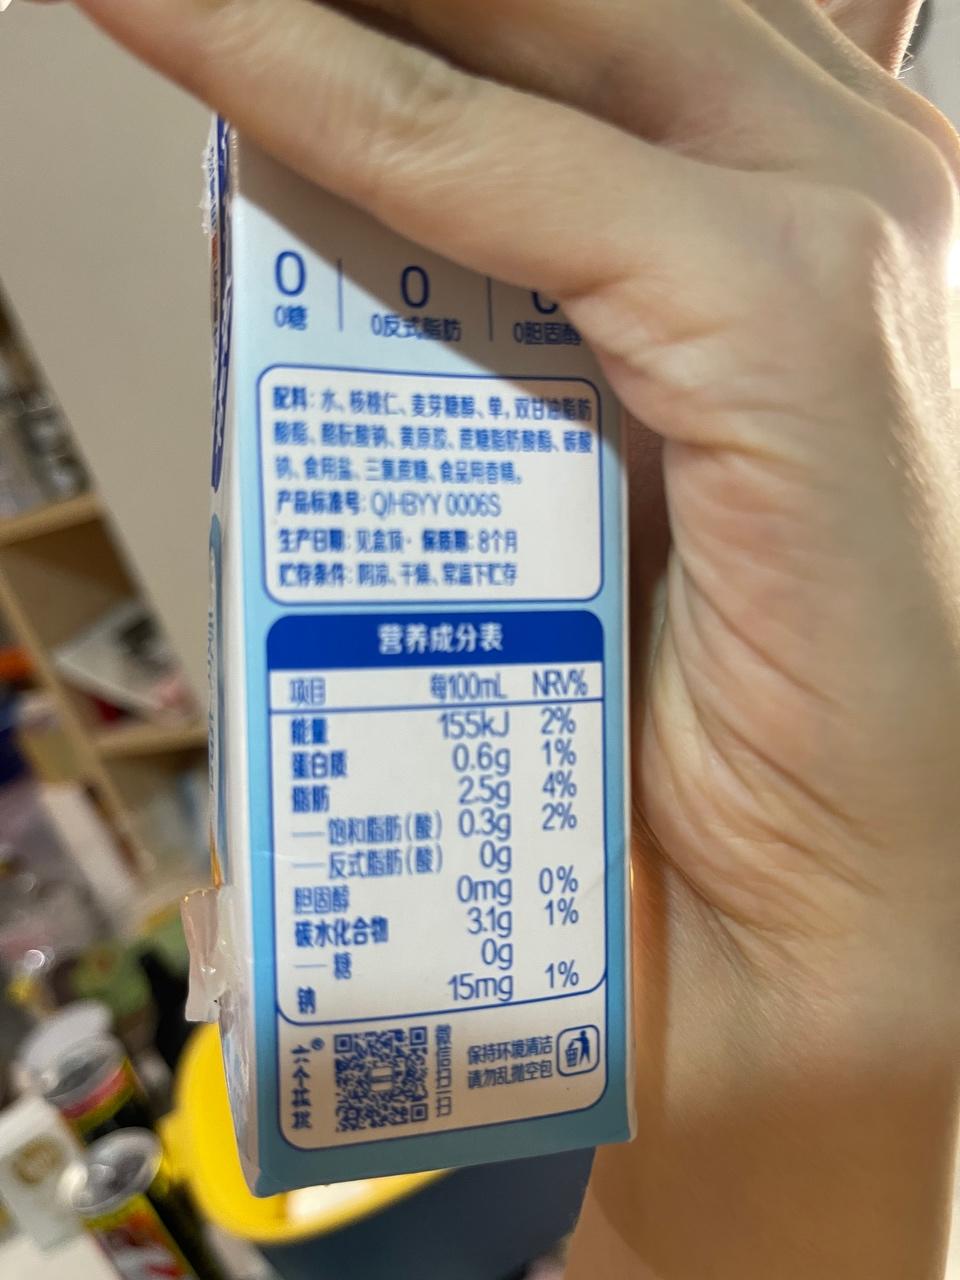 0 0
0糖 0反式脂肪 0胆固醇
配料：水、核桃仁、麦芽糖醇、单，双甘油脂肪
酸酯、酪朊酸钠、黄原胶、蔗糖脂肪酸酯、碳酸
钠、食用盐、三氯蔗糖、食品用香精。
产品标准号：Q/HBYY 0006S
生产日期：见盒顶· 保质期：8个月
贮存条件：阴凉、干燥、常温下贮存
营养成分表
项目 每100mL NRV%
能量 155kJ 2%
蛋白质 0.6g 1%
脂肪 2.5g 4%
—饱和脂肪（酸） 0.3g 2%
—反式脂肪（酸） 0g
胆固醇 0mg 0%
碳水化合物 3.1g 1%
—糖 0g
钠 15mg 1%
六个核桃®
微信扫一扫
保持环境清洁
请勿乱抛空包